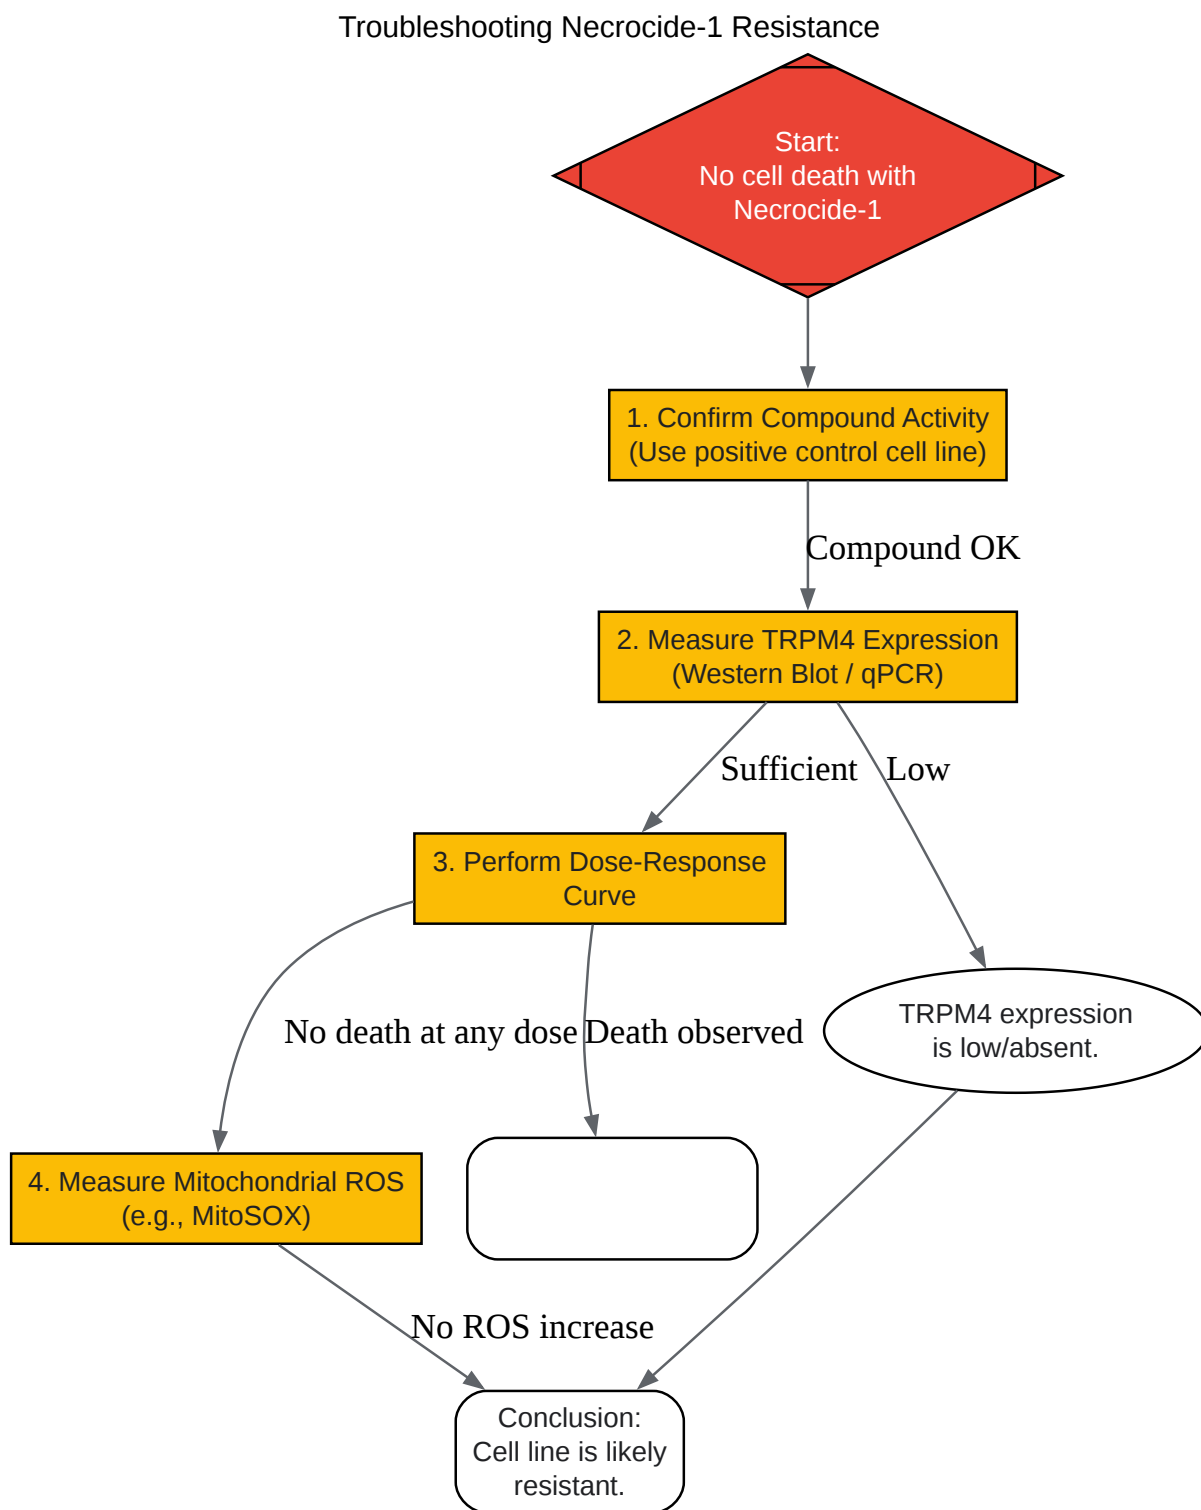 Troubleshooting Necrocide-1 Resistance
Start:
No cell death with
Necrocide-1
1. Confirm Compound Activity
(Use positive control cell line)
Compound OK
2. Measure TRPM4 Expression
(Western Blot / qPCR)
Sufficient
Low
3. Perform Dose-Response
Curve
TRPM4 expression
is low/absent.
No death at any dose
Death observed
4. Measure Mitochondrial ROS
(e.g., MitoSOX)
No ROS increase
Conclusion:
Cell line is likely
resistant.